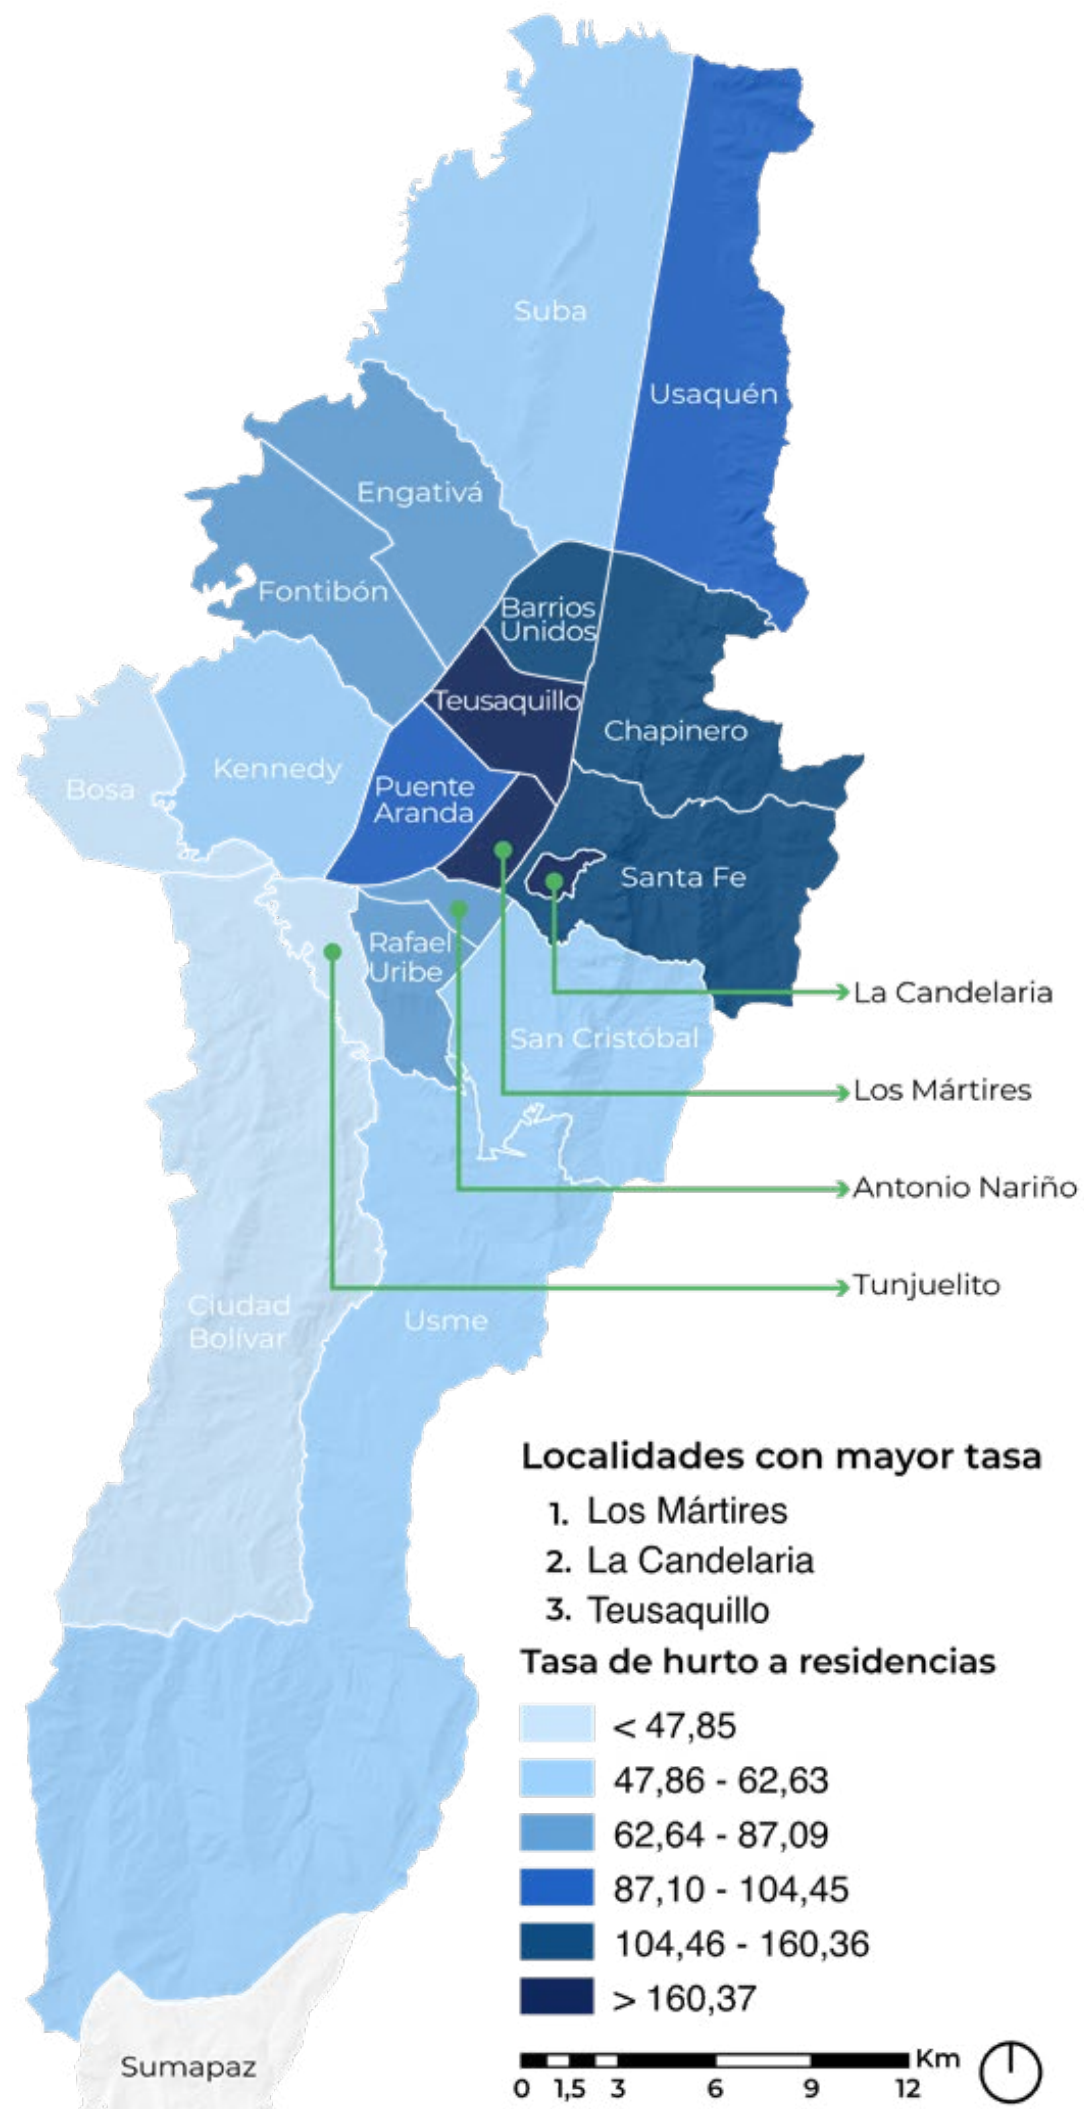 Suba
Usaquén
Engativá
Fontibón
Barrios
Unidos
Teusaquillo
Chapinero
Kennedy
Bosa
Puente
Aranda
Santa Fe
Rafael
Uribe
La Candelaria
San Cristóbal
Los Mártires
Antonio Nariño
Tunjuelito
Ciudad
Bolívar
Usme
Localidades con mayor tasa
1. Los Mártires
2. La Candelaria
3. Teusaquillo
Tasa de hurto a residencias
< 47,85
47,86 - 62,63
62,64 - 87,09
87,10 - 104,45
104,46 - 160,36
> 160,37
Sumapaz
Km
0 1,5 3 6 9 12